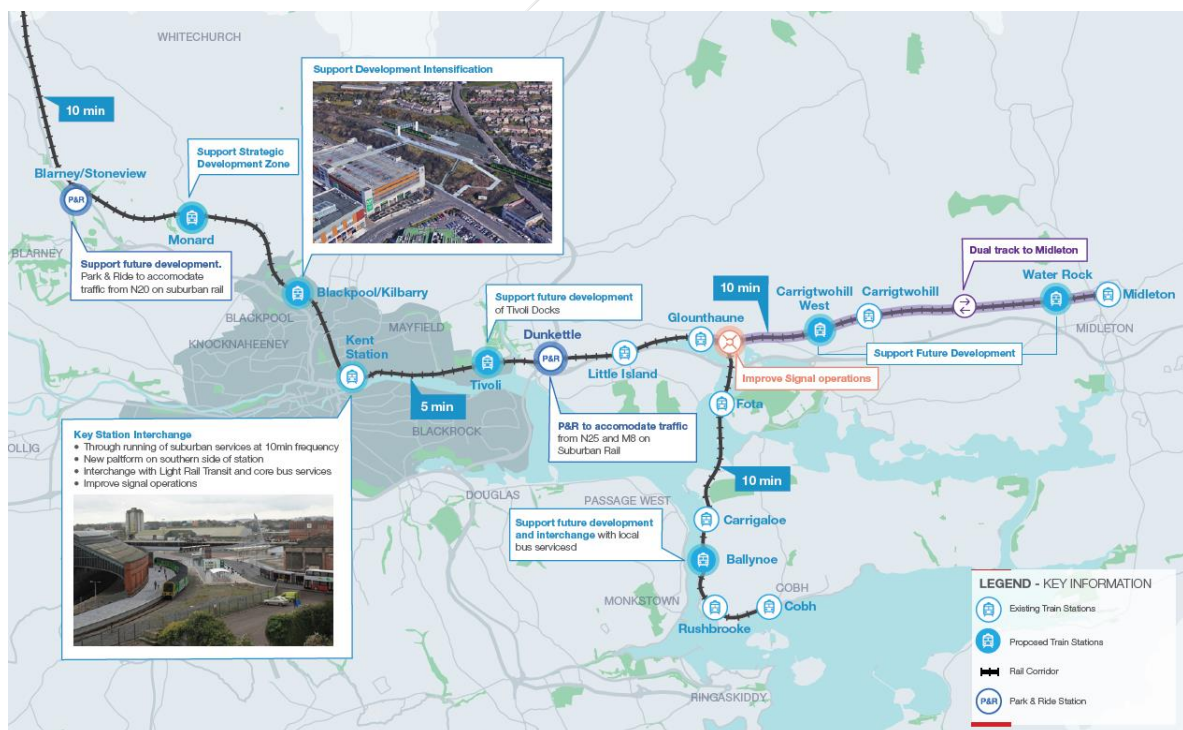 WHITECHURCH
10 min
Support Strategic
Development Zone
Support Development Intensification
Blarney/Stoneview
P&R
Monard
BLARNEY
Support future development.
Park & Ride to accomodate
traffic from N20 on suburban rail
Blackpool/Kilbarry
BLACKPOOL
KNOCKNAHEENEY
MAYFIELD
Kent
Station
5 min
BLACKROCK
Tivoli
Support future development
of Tivoli Docks
Dunkettle
P&R
Little Island
Glounthaune
10 min
Carrigtwohill
West
Carrigtwohill
Dual track to Midleton
Water Rock
Midleton
MIDLETON
Support Future Development
Improve Signal operations
P&R to accomodate traffic
from N25 and M8 on
Suburban Rail
Fota
10 min
OLLIG
Key Station Interchange
• Through running of suburban services at 10min frequency
• New paltform on southern side of station
• Interchange with Light Rail Transit and core bus services
• Improve signal operations
DOUGLAS
PASSAGE WEST
Carrigaloe
Support future development
and interchange with local
bus servicesd
Ballynoe
MONKSTOWN
COBH
Rushbrooke
Cobh
RINGASKIDDY
LEGEND - KEY INFORMATION
Existing Train Stations
Proposed Train Stations
Rail Corridor
P&R
Park & Ride Station